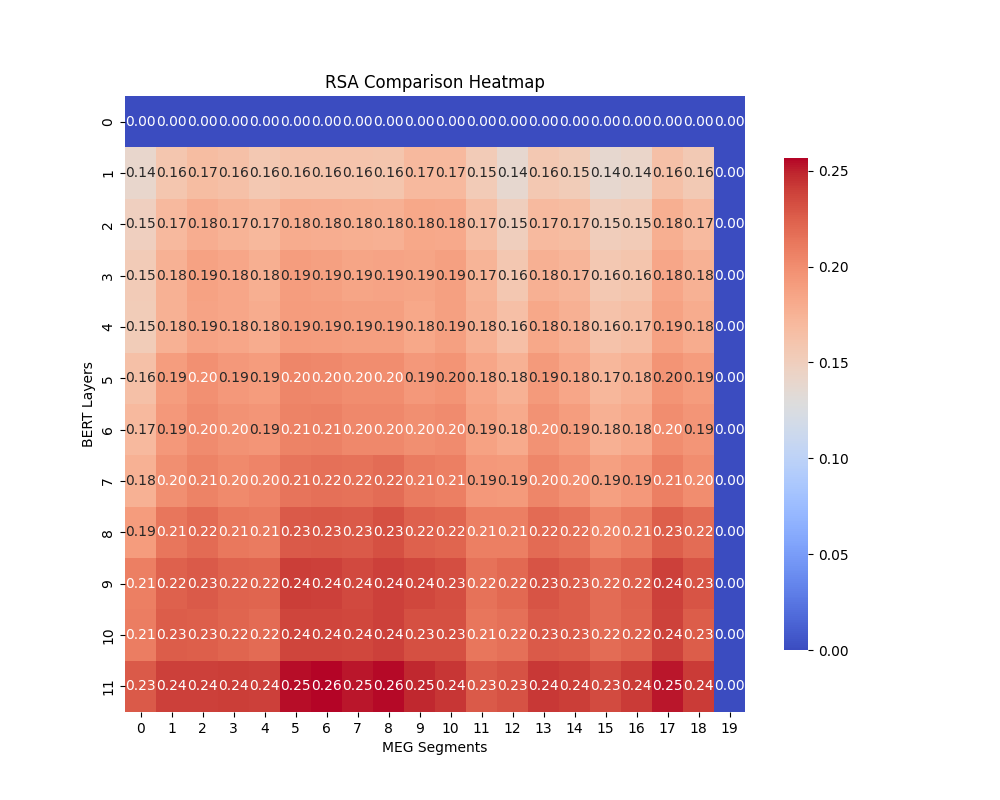 RSA Comparison Heatmap
0 0.00 0.00 0.00 0.00 0.00 0.00 0.00 0.00 0.00 0.00 0.00 0.00 0.00 0.00 0.00 0.00 0.00 0.00 0.00 0.00
1 0.14 0.16 0.17 0.16 0.16 0.16 0.16 0.16 0.16 0.17 0.17 0.15 0.14 0.16 0.15 0.14 0.14 0.16 0.16 0.00
2 0.15 0.17 0.18 0.17 0.17 0.18 0.18 0.18 0.18 0.18 0.18 0.17 0.15 0.17 0.17 0.15 0.15 0.18 0.17 0.00
3 0.15 0.18 0.19 0.18 0.18 0.19 0.19 0.19 0.19 0.19 0.19 0.17 0.16 0.18 0.17 0.16 0.16 0.18 0.18 0.00
4 0.15 0.18 0.19 0.18 0.18 0.19 0.19 0.19 0.19 0.18 0.19 0.18 0.16 0.18 0.18 0.16 0.17 0.19 0.18 0.00
5 0.16 0.19 0.20 0.19 0.19 0.20 0.20 0.20 0.20 0.19 0.20 0.18 0.18 0.19 0.18 0.17 0.18 0.20 0.19 0.00
6 0.17 0.19 0.20 0.20 0.19 0.21 0.21 0.20 0.20 0.20 0.20 0.19 0.18 0.20 0.19 0.18 0.18 0.20 0.19 0.00
7 0.18 0.20 0.21 0.20 0.20 0.21 0.22 0.22 0.22 0.21 0.21 0.19 0.19 0.20 0.20 0.19 0.19 0.21 0.20 0.00
8 0.19 0.21 0.22 0.21 0.21 0.23 0.23 0.23 0.23 0.22 0.22 0.21 0.21 0.22 0.22 0.20 0.21 0.23 0.22 0.00
9 0.21 0.22 0.23 0.22 0.22 0.24 0.24 0.24 0.24 0.24 0.23 0.22 0.22 0.23 0.23 0.22 0.22 0.24 0.23 0.00
10 0.21 0.23 0.23 0.22 0.22 0.24 0.24 0.24 0.24 0.23 0.23 0.21 0.22 0.23 0.23 0.22 0.22 0.24 0.23 0.00
11 0.23 0.24 0.24 0.24 0.24 0.25 0.26 0.25 0.26 0.25 0.24 0.23 0.23 0.24 0.24 0.23 0.24 0.25 0.24 0.00
0 1 2 3 4 5 6 7 8 9 10 11 12 13 14 15 16 17 18 19
MEG Segments
BERT Layers
0.25
0.20
0.15
0.10
0.05
0.00